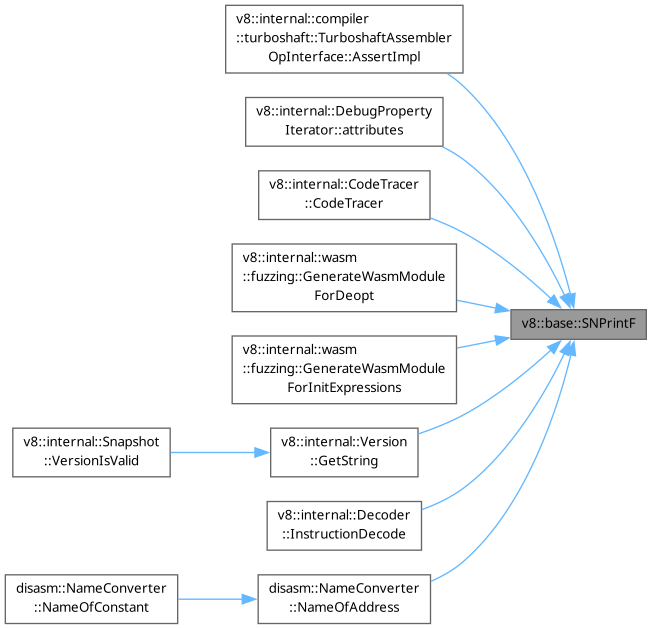 v8::internal::compiler
::turboshaft::TurboshaftAssembler
OpInterface::AssertImpl
v8::internal::DebugProperty
Iterator::attributes
v8::internal::CodeTracer
::CodeTracer
v8::internal::wasm
::fuzzing::GenerateWasmModule
ForDeopt
v8::base::SNPrintF
v8::internal::wasm
::fuzzing::GenerateWasmModule
ForInitExpressions
v8::internal::Snapshot
::VersionIsValid
v8::internal::Version
::GetString
v8::internal::Decoder
::InstructionDecode
disasm::NameConverter
::NameOfConstant
disasm::NameConverter
::NameOfAddress